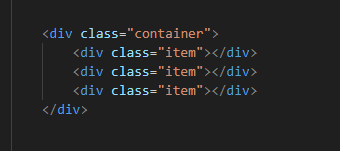 <div class="container">
    <div class="item"></div>
    <div class="item"></div>
    <div class="item"></div>
</div>